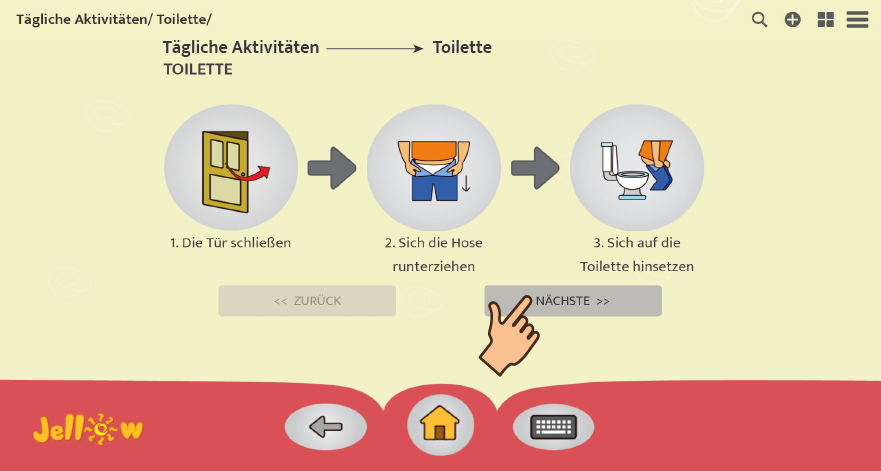 Tägliche Aktivitäten/ Toilette/
Tägliche Aktivitäten Toilette
TOILETTE
1. Die Tür schließen
2. Sich die Hose
runterziehen
3. Sich auf die
Toilette hinsetzen
<< ZURÜCK
NÄCHSTE >>
Jellow